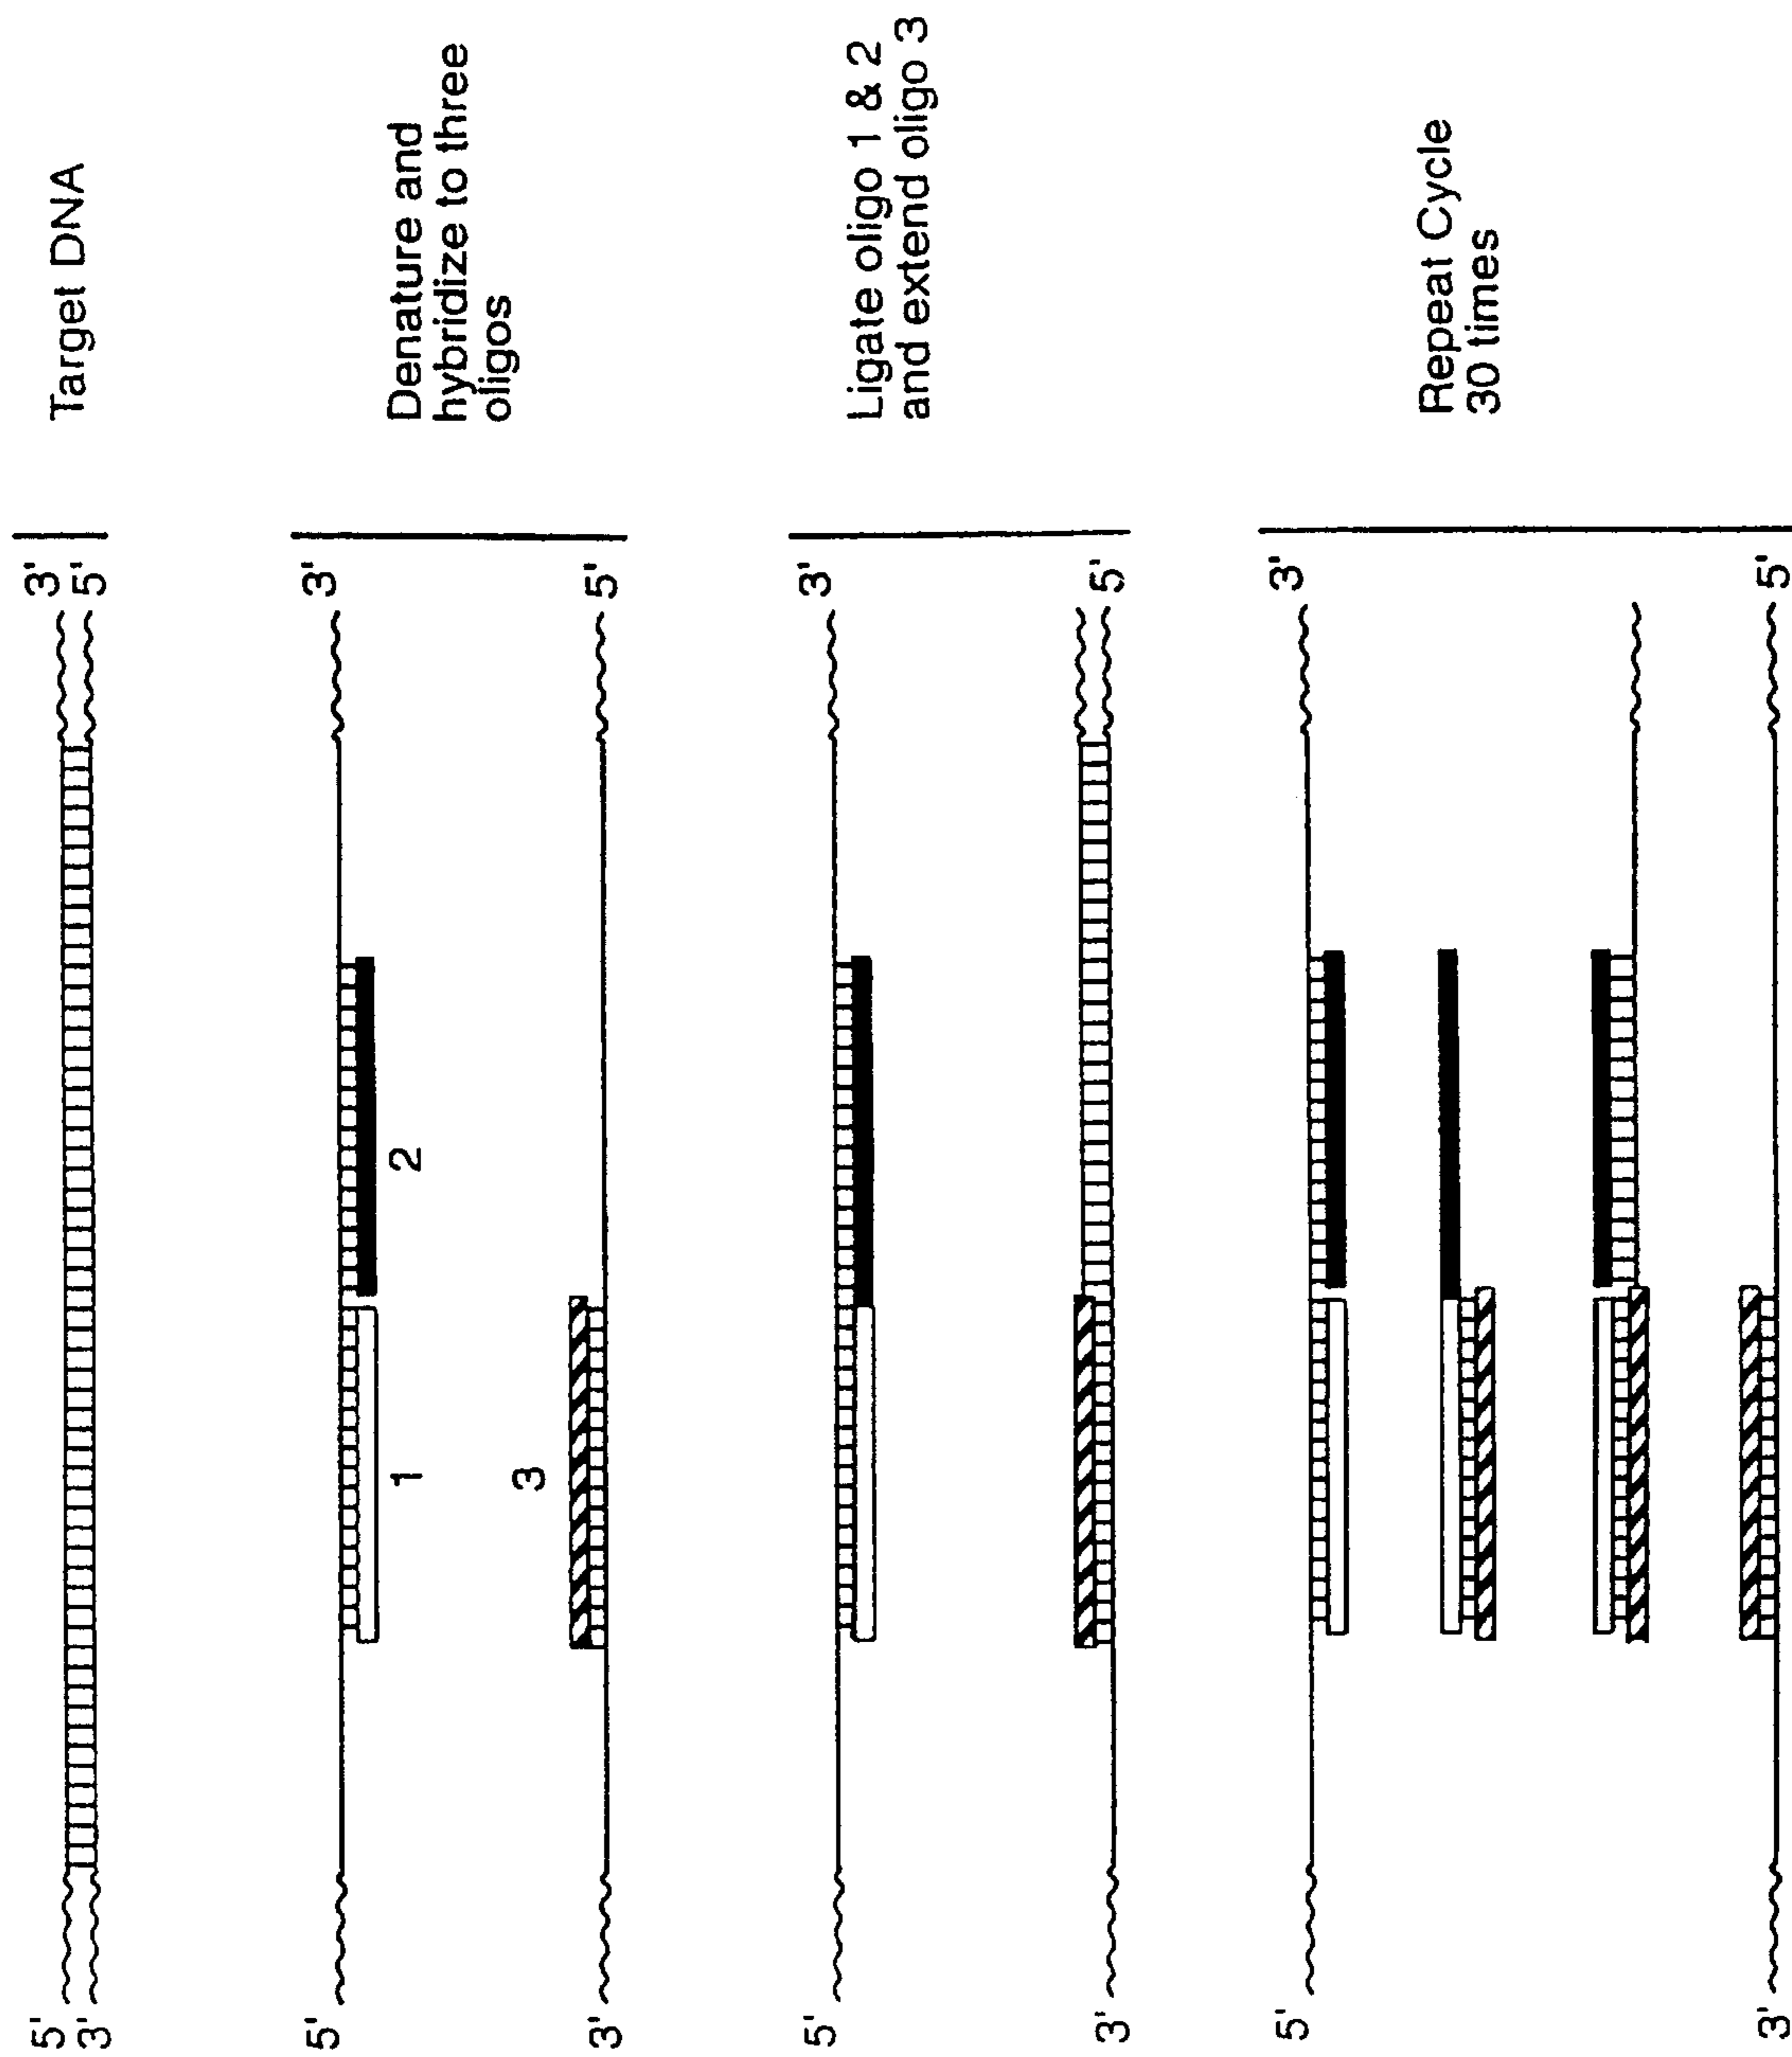 5' 3'
3' 5'
Target DNA
5' 3'
1 2
3
3' 5'
Denature and
hybridize to three
oligos
5' 3'
3' 5'
Ligate oligo 1 & 2
and extend oligo 3
5' 3'
3' 5'
Repeat Cycle
30 times